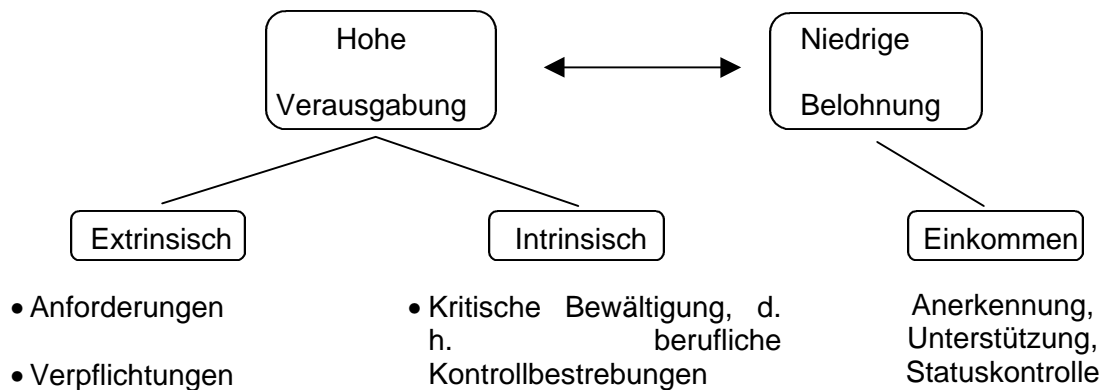 Hohe
Verausgabung
Niedrige
Belohnung
Extrinsisch
Intrinsisch
Einkommen
• Anforderungen
• Verpflichtungen
• Kritische Bewältigung, d.
h. berufliche
Kontrollbestrebungen
Anerkennung,
Unterstützung,
Statuskontrolle